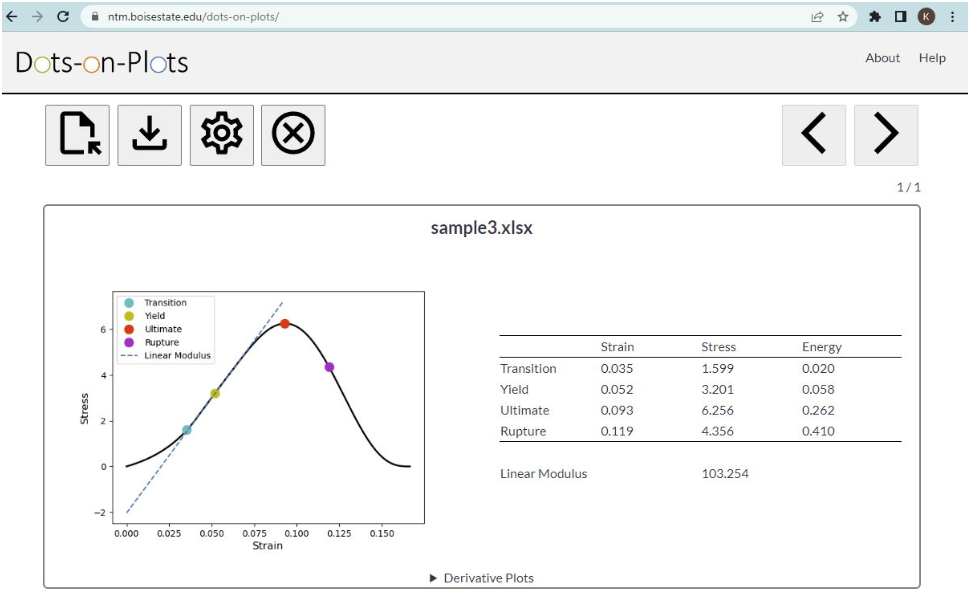 ntm.boisestate.edu/dots-on-plots/
K
Dots-on-Plots
About Help
1 / 1
sample3.xlsx
Transition
Yield
Ultimate
Rupture
Linear Modulus
6
4
2
0
−2
Stress
0.000 0.025 0.050 0.075 0.100 0.125 0.150
Strain
Strain Stress Energy
Transition 0.035 1.599 0.020
Yield 0.052 3.201 0.058
Ultimate 0.093 6.256 0.262
Rupture 0.119 4.356 0.410
Linear Modulus 103.254
Derivative Plots